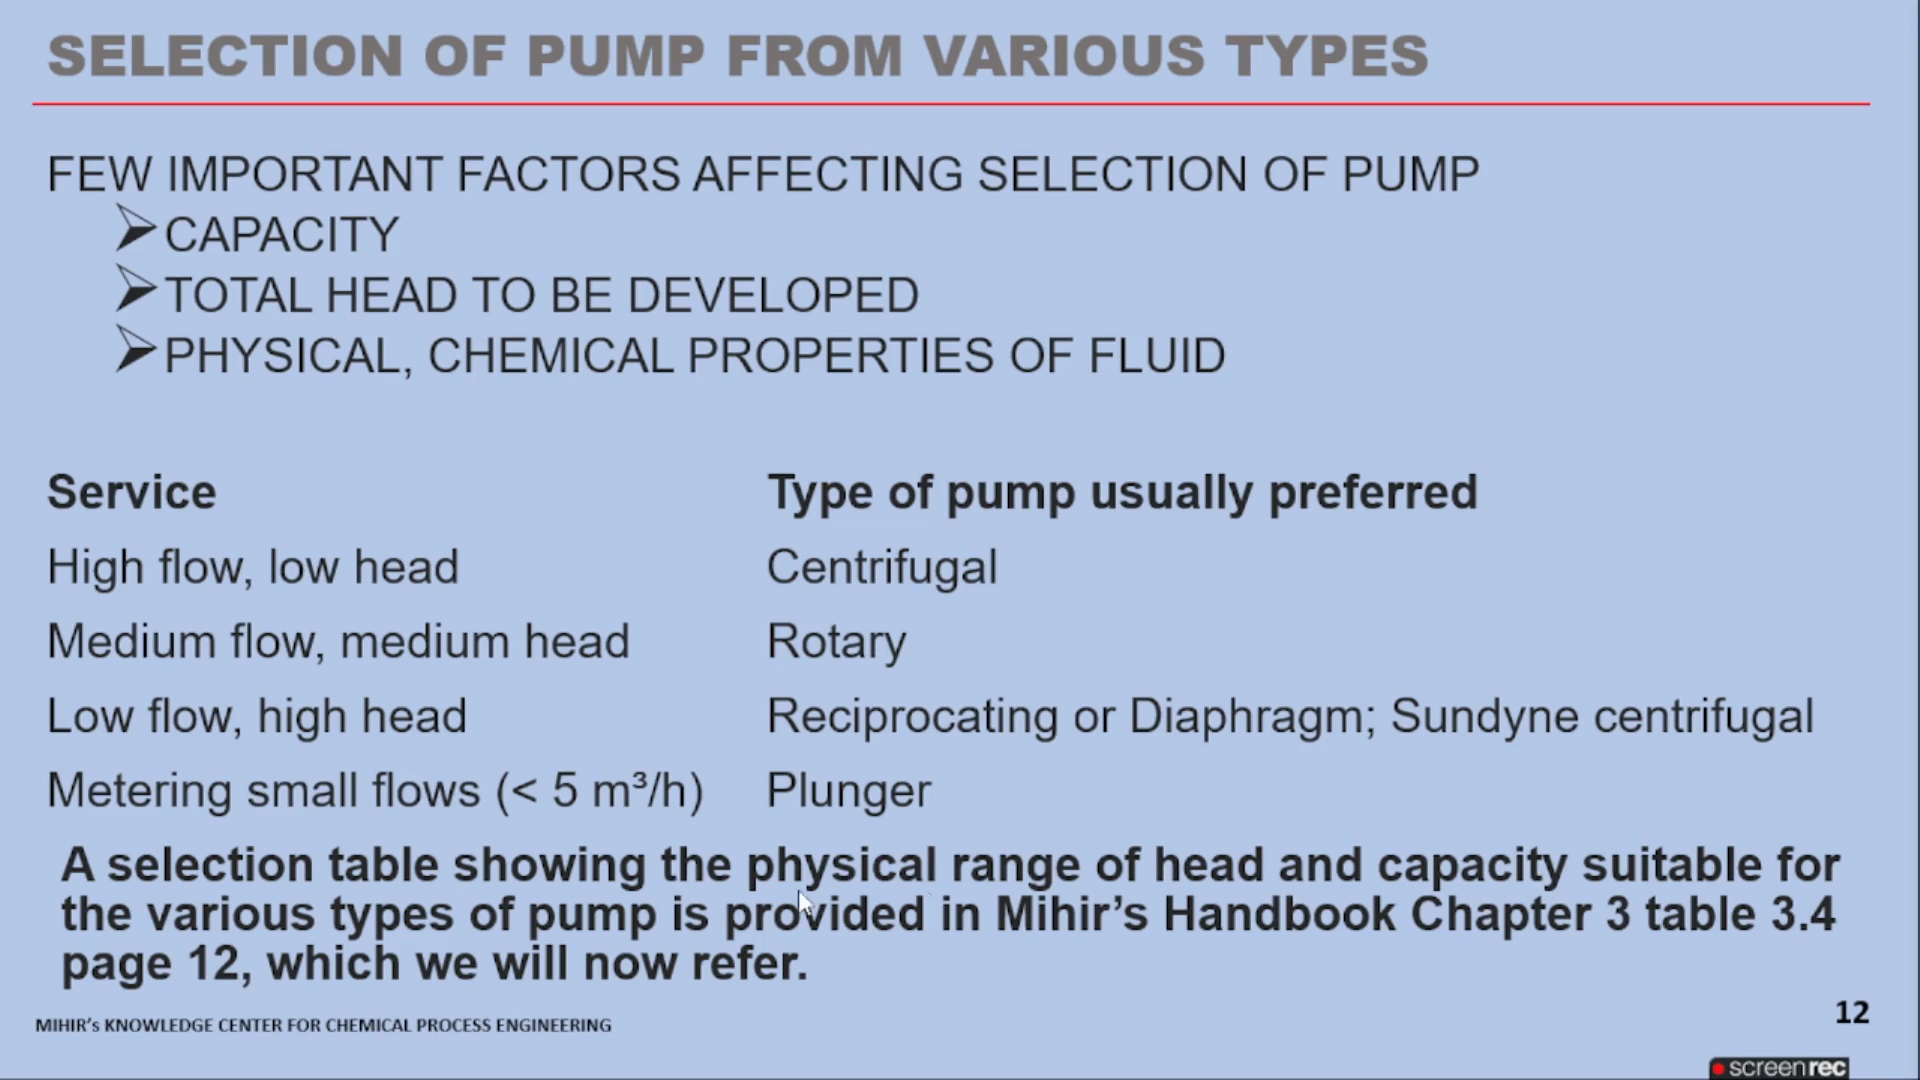 SELECTION OF PUMP FROM VARIOUS TYPES
FEW IMPORTANT FACTORS AFFECTING SELECTION OF PUMP
➢CAPACITY
➢TOTAL HEAD TO BE DEVELOPED
➢PHYSICAL, CHEMICAL PROPERTIES OF FLUID
Service Type of pump usually preferred
High flow, low head Centrifugal
Medium flow, medium head Rotary
Low flow, high head Reciprocating or Diaphragm; Sundyne centrifugal
Metering small flows (< 5 m³/h) Plunger
A selection table showing the physical range of head and capacity suitable for
the various types of pump is provided in Mihir’s Handbook Chapter 3 table 3.4
page 12, which we will now refer.
MIHIR’s KNOWLEDGE CENTER FOR CHEMICAL PROCESS ENGINEERING
12
screenrec